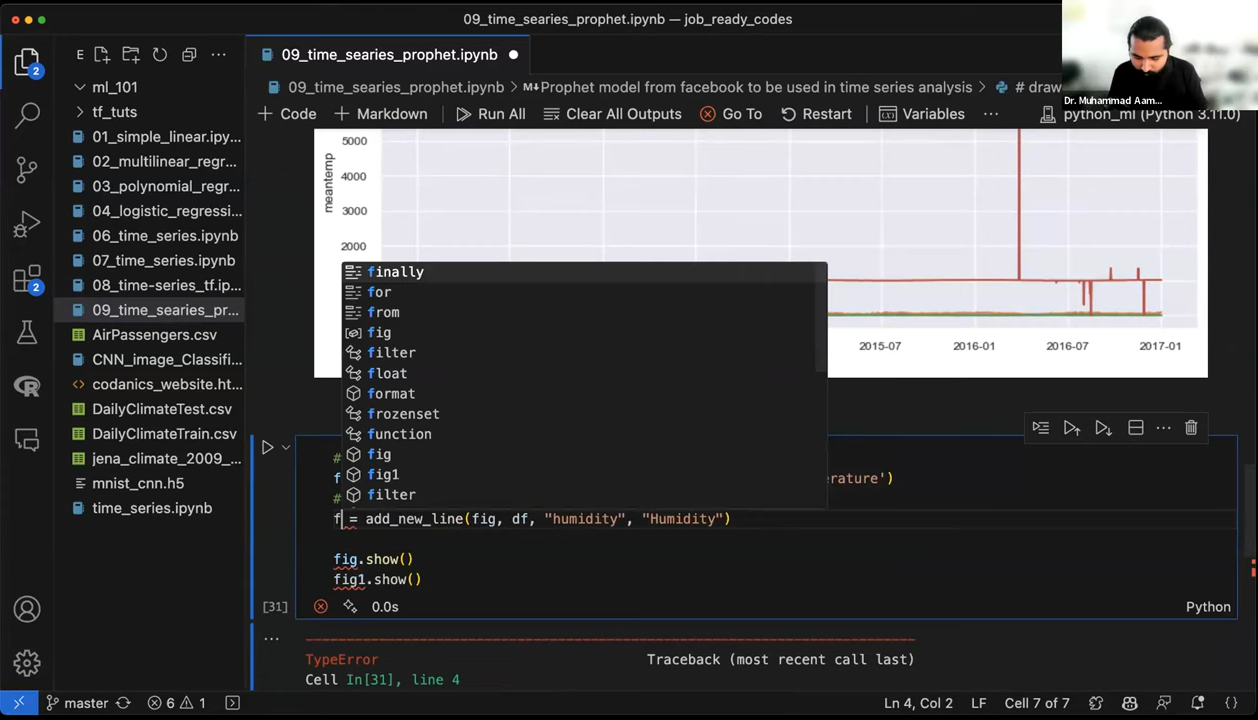 09_time_searies_prophet.ipynb — job_ready_codes
Dr. Muhammad Aam...
E
09_time_searies_prophet.ipynb
2
ml_101
tf_tuts
01_simple_linear.ipy...
02_multilinear_regr...
03_polynomial_regr...
04_logistic_regressi...
06_time_series.ipynb
07_time_series.ipynb
08_time-series_tf.ip...
09_time_searies_pr...
AirPassengers.csv
CNN_image_Classifi...
codanics_website.ht...
DailyClimateTest.csv
DailyClimateTrain.csv
jena_climate_2009_...
mnist_cnn.h5
time_series.ipynb
2
R
09_time_searies_prophet.ipynb > M↓Prophet model from facebook to be used in time series analysis > # draw
+ Code + Markdown Run All Clear All Outputs Go To Restart Variables ... python_ml (Python 3.11.0)
meantemp
5000
4000
3000
2000
2015-07 2016-01 2016-07 2017-01
finally
for
from
fig
filter
float
format
frozenset
function
fig
fig1
filter
#
f erature')
#
f = add_new_line(fig, df, "humidity", "Humidity")
fig.show()
fig1.show()
[31] 0.0s Python
...
TypeError Traceback (most recent call last)
Cell In[31], line 4
master 6 1 Ln 4, Col 2 LF Cell 7 of 7